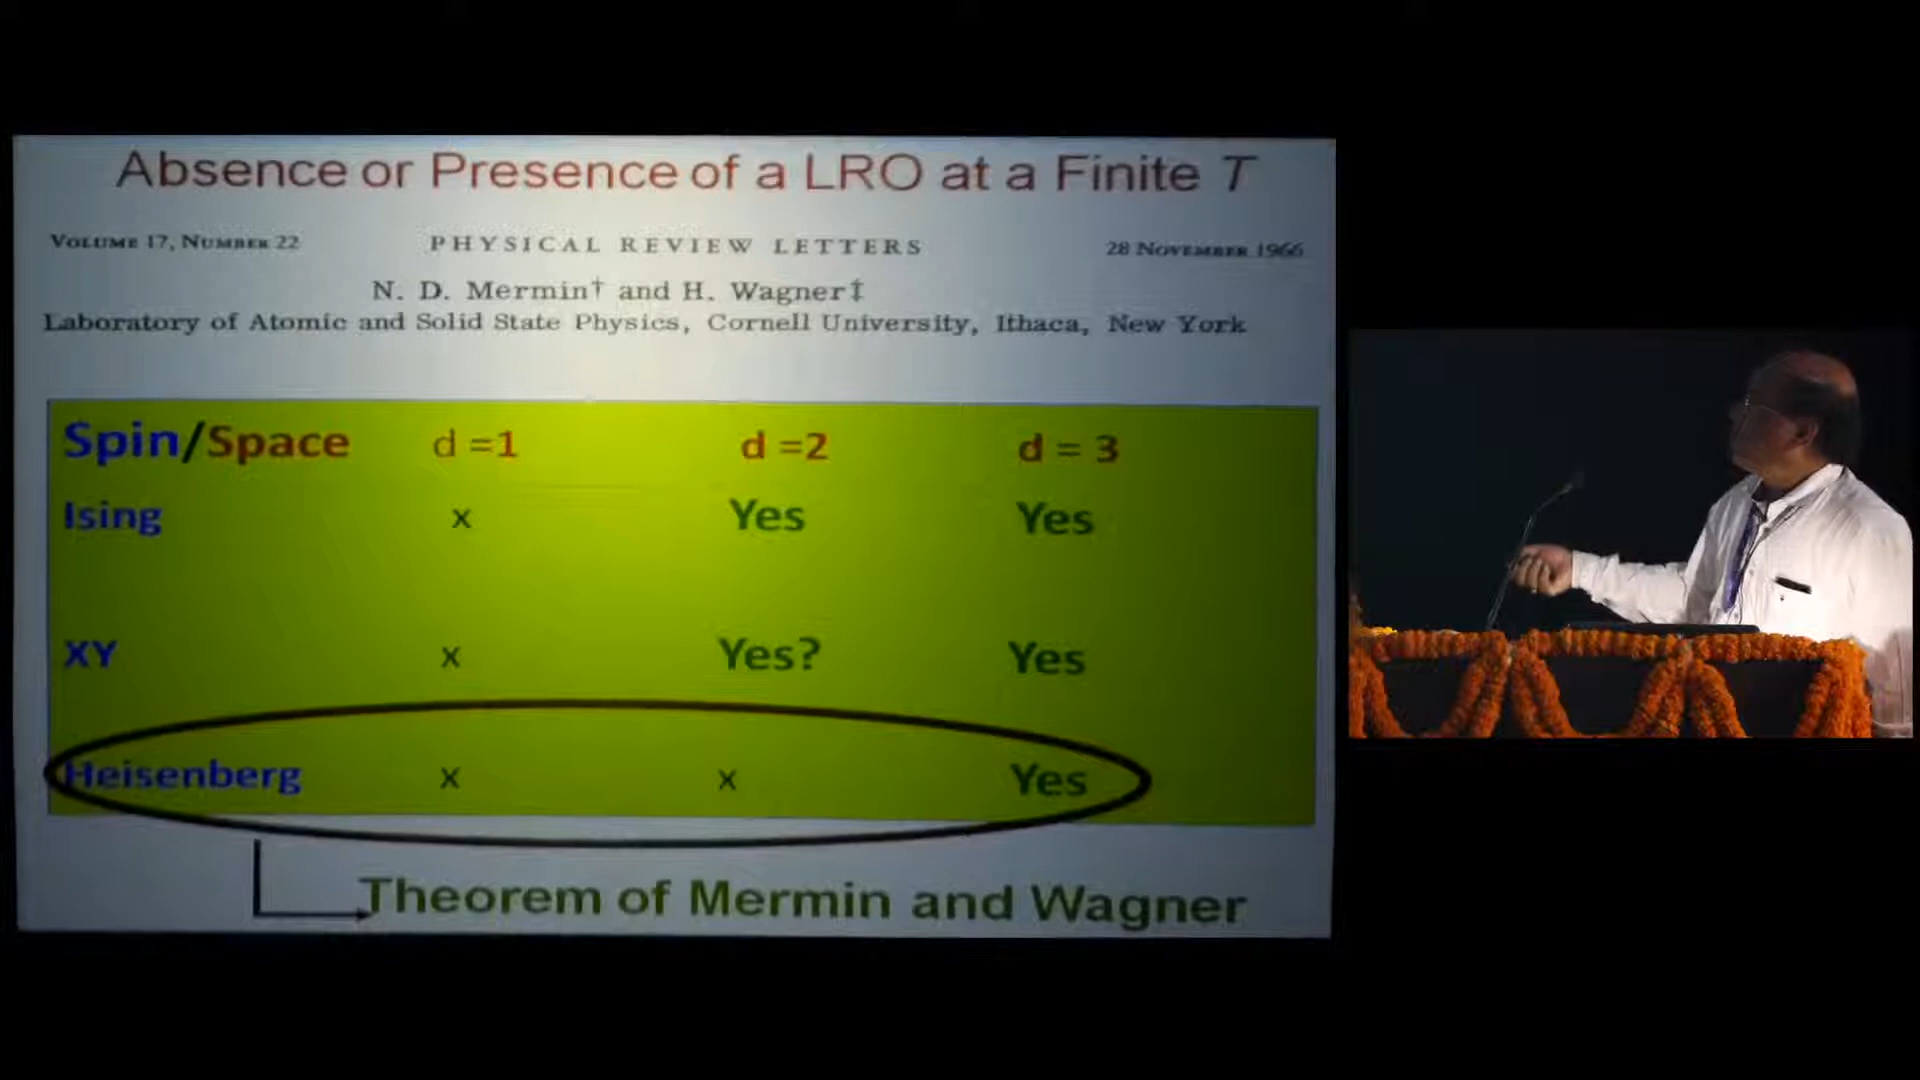 Absence or Presence of a LRO at a Finite T
VOLUME 17, NUMBER 22 PHYSICAL REVIEW LETTERS 28 NOVEMBER 1966
N. D. Mermin† and H. Wagner‡
Laboratory of Atomic and Solid State Physics, Cornell University, Ithaca, New York
Spin/Space d =1 d =2 d = 3
Ising x Yes Yes
XY x Yes? Yes
Heisenberg x x Yes
Theorem of Mermin and Wagner